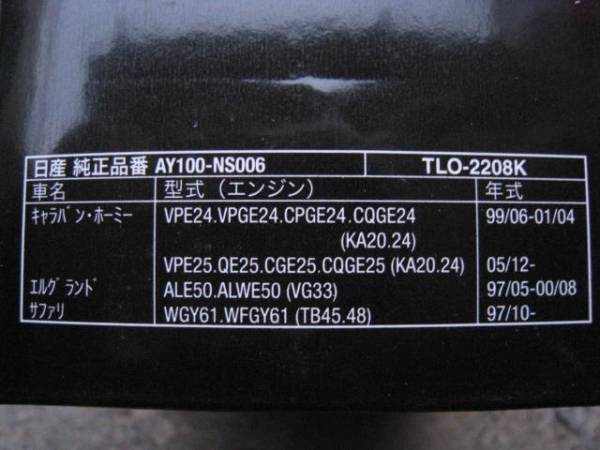 日産 純正品番 AY100-NS006 TLO-2208K
車名 型式（エンジン） 年式
ｷｬﾗﾊﾞﾝ・ホーミー VPE24.VPGE24.CPGE24.CQGE24 99/06-01/04
(KA20.24)
VPE25.QE25.CGE25.CQGE25 (KA20.24) 05/12-
ｴﾙｸﾞﾗﾝﾄﾞ ALE50.ALWE50 (VG33) 97/05-00/08
ｻﾌｧﾘ WGY61.WFGY61 (TB45.48) 97/10-